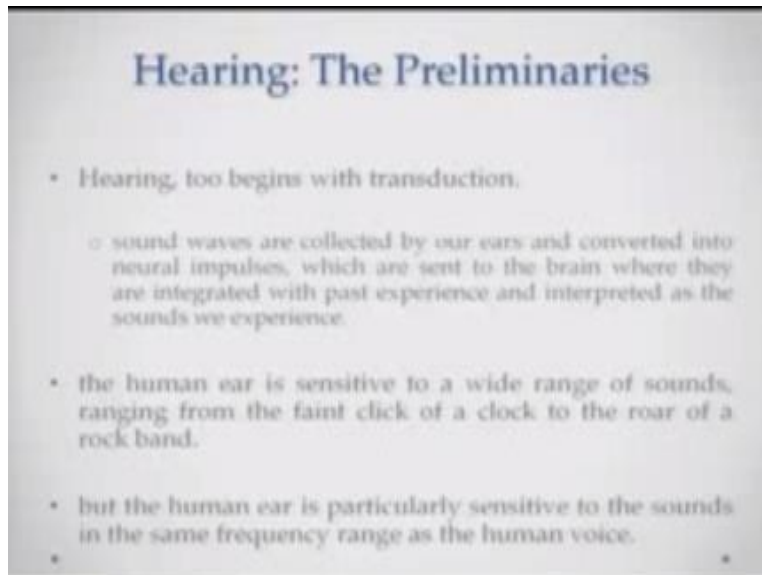 Hearing: The Preliminaries
• Hearing, too begins with transduction.
o sound waves are collected by our ears and converted into
neural impulses, which are sent to the brain where they
are integrated with past experience and interpreted as the
sounds we experience.
• the human ear is sensitive to a wide range of sounds,
ranging from the faint click of a clock to the roar of a
rock band.
• but the human ear is particularly sensitive to the sounds
in the same frequency range as the human voice.